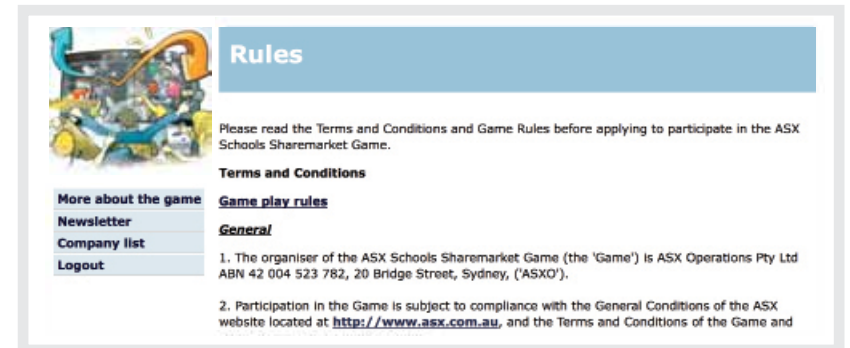 Rules
Please read the Terms and Conditions and Game Rules before applying to participate in the ASX
Schools Sharemarket Game.
Terms and Conditions
More about the game
Newsletter
Company list
Logout
Game play rules
General
1. The organiser of the ASX Schools Sharemarket Game (the 'Game') is ASX Operations Pty Ltd
ABN 42 004 523 782, 20 Bridge Street, Sydney, ('ASXO').
2. Participation in the Game is subject to compliance with the General Conditions of the ASX
website located at http://www.asx.com.au, and the Terms and Conditions of the Game and